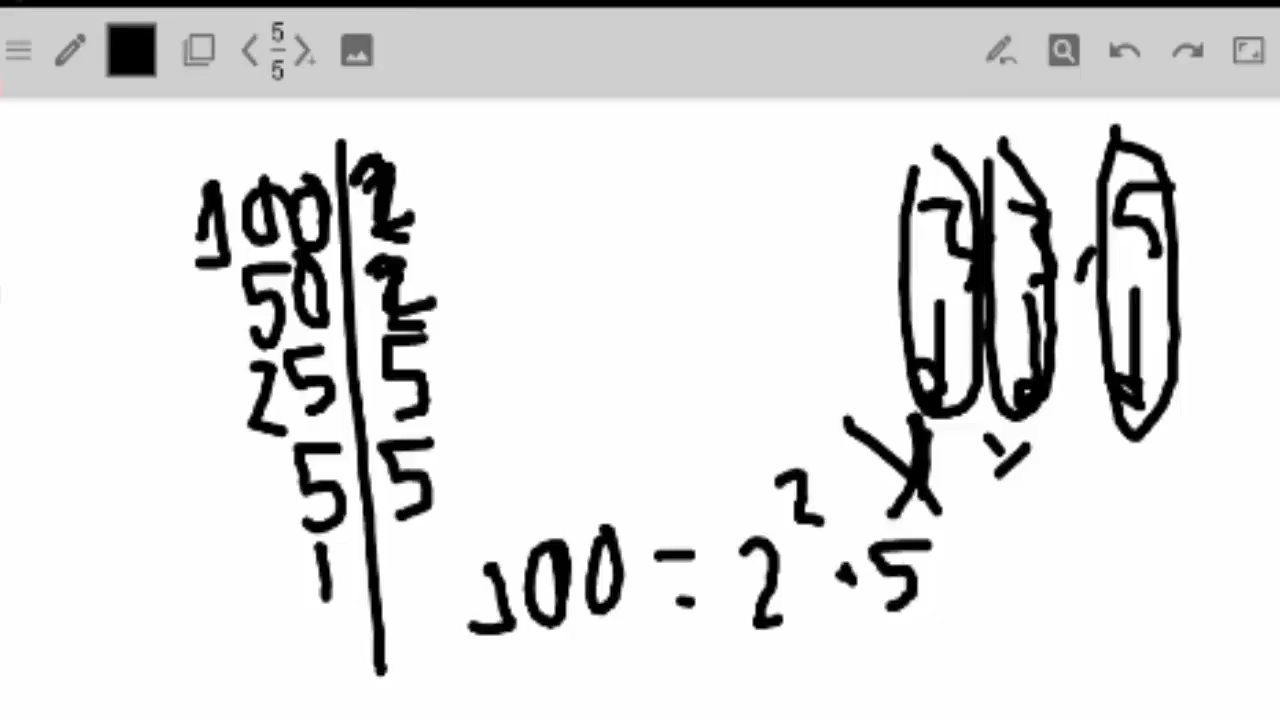 5
5
100 | 2
50 | 2
25 | 5
5 | 5
1
100 = 2² · 5